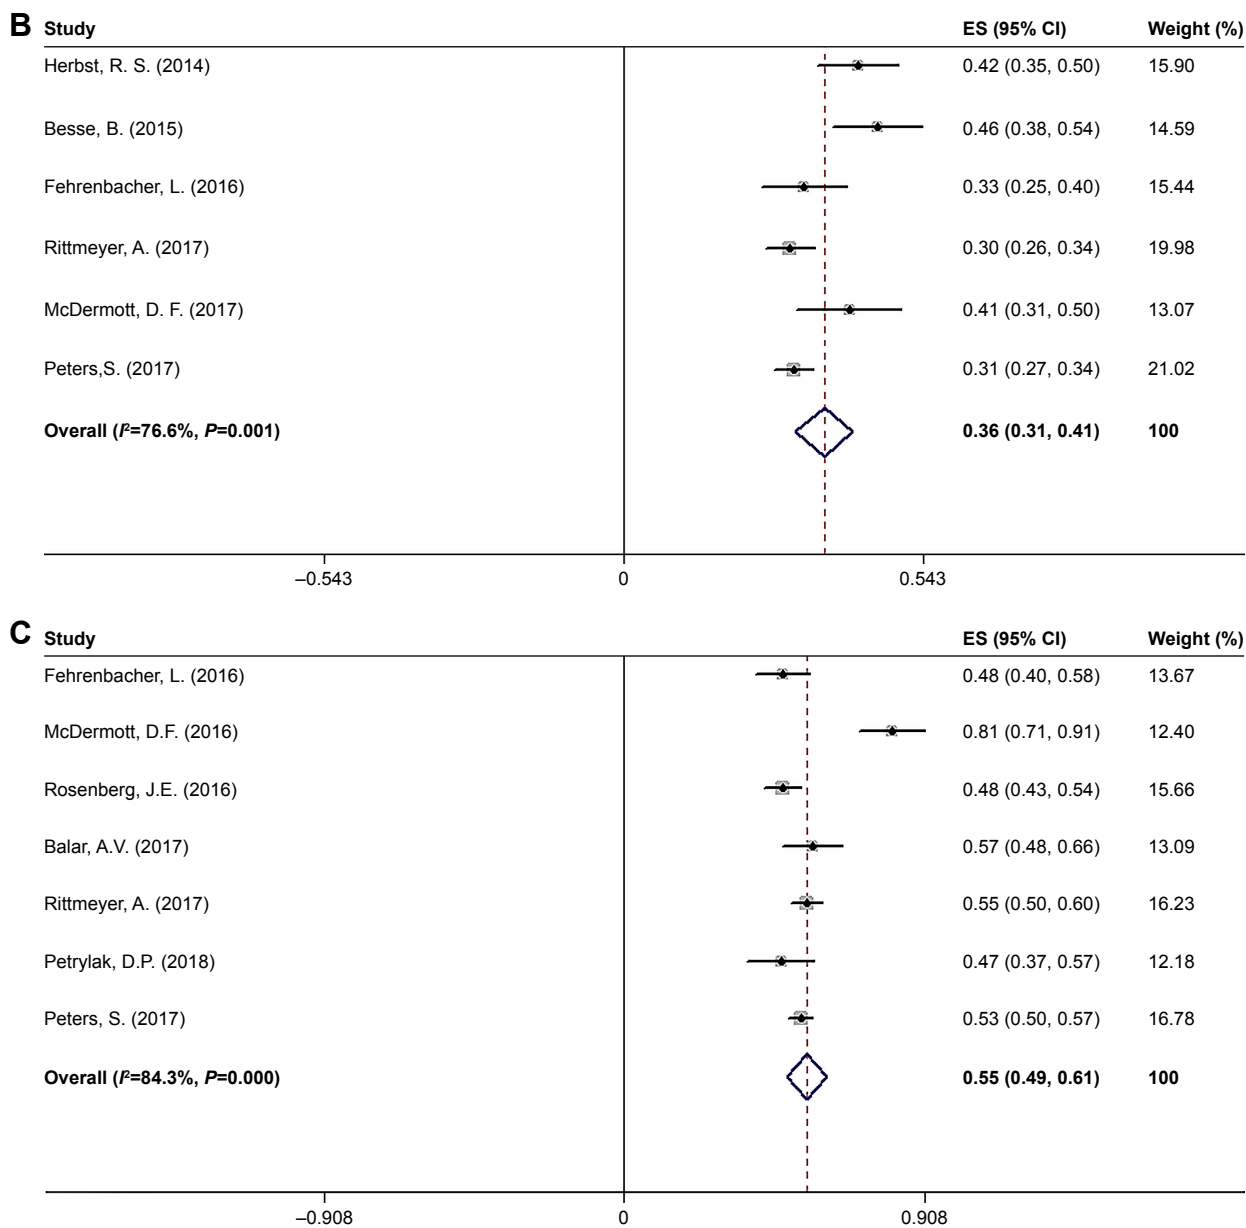 B Study ES (95% CI) Weight (%)
Herbst, R. S. (2014) 0.42 (0.35, 0.50) 15.90
Besse, B. (2015) 0.46 (0.38, 0.54) 14.59
Fehrenbacher, L. (2016) 0.33 (0.25, 0.40) 15.44
Rittmeyer, A. (2017) 0.30 (0.26, 0.34) 19.98
McDermott, D. F. (2017) 0.41 (0.31, 0.50) 13.07
Peters,S. (2017) 0.31 (0.27, 0.34) 21.02
Overall (I²=76.6%, P=0.001) 0.36 (0.31, 0.41) 100
–0.543 0 0.543
C Study ES (95% CI) Weight (%)
Fehrenbacher, L. (2016) 0.48 (0.40, 0.58) 13.67
McDermott, D.F. (2016) 0.81 (0.71, 0.91) 12.40
Rosenberg, J.E. (2016) 0.48 (0.43, 0.54) 15.66
Balar, A.V. (2017) 0.57 (0.48, 0.66) 13.09
Rittmeyer, A. (2017) 0.55 (0.50, 0.60) 16.23
Petrylak, D.P. (2018) 0.47 (0.37, 0.57) 12.18
Peters, S. (2017) 0.53 (0.50, 0.57) 16.78
Overall (I²=84.3%, P=0.000) 0.55 (0.49, 0.61) 100
–0.908 0 0.908